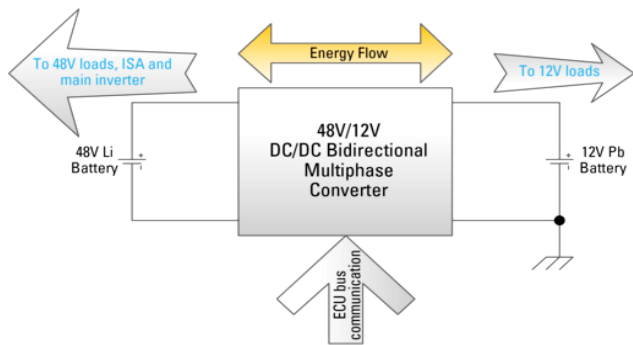 To 48V loads, ISA and
main inverter
Energy Flow
To 12V loads
48V/12V
DC/DC Bidirectional
Multiphase
Converter
48V Li
Battery
+
12V Pb
Battery
+
ECU bus
communication